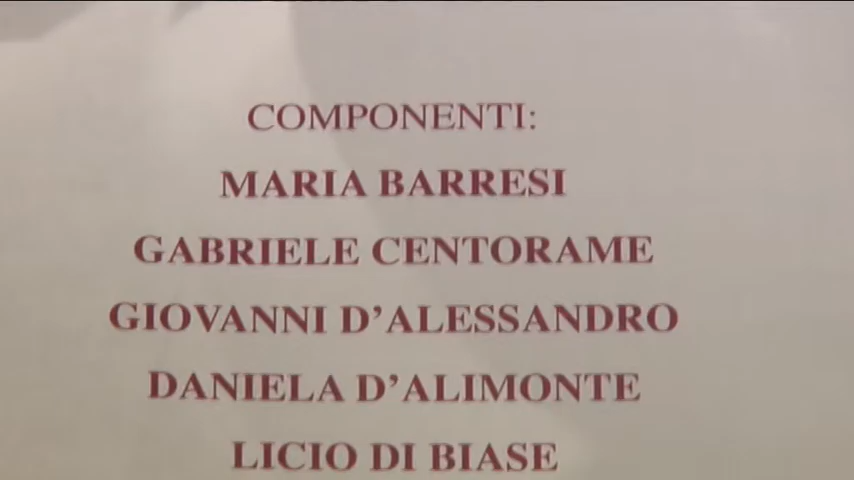 COMPONENTI:
MARIA BARRESI
GABRIELE CENTORAME
GIOVANNI D’ALESSANDRO
DANIELA D’ALIMONTE
LICIO DI BIASE